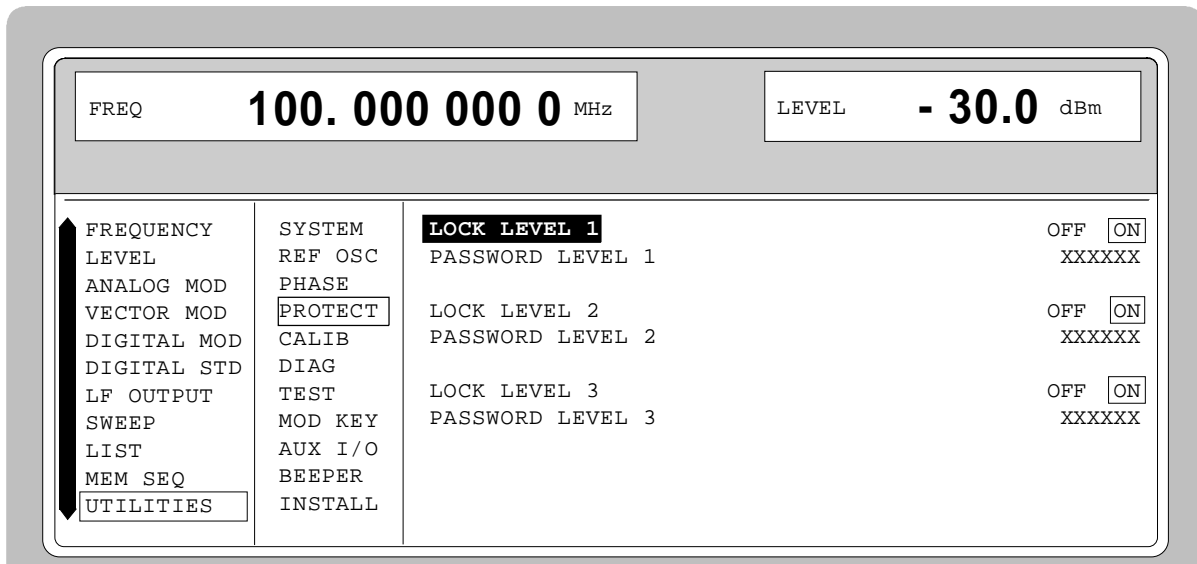 FREQ 100. 000 000 0 MHz
LEVEL - 30.0 dBm
FREQUENCY
LEVEL
ANALOG MOD
VECTOR MOD
DIGITAL MOD
DIGITAL STD
LF OUTPUT
SWEEP
LIST
MEM SEQ
UTILITIES
SYSTEM
REF OSC
PHASE
PROTECT
CALIB
DIAG
TEST
MOD KEY
AUX I/O
BEEPER
INSTALL
LOCK LEVEL 1 OFF ON
PASSWORD LEVEL 1 XXXXXX
LOCK LEVEL 2 OFF ON
PASSWORD LEVEL 2 XXXXXX
LOCK LEVEL 3 OFF ON
PASSWORD LEVEL 3 XXXXXX